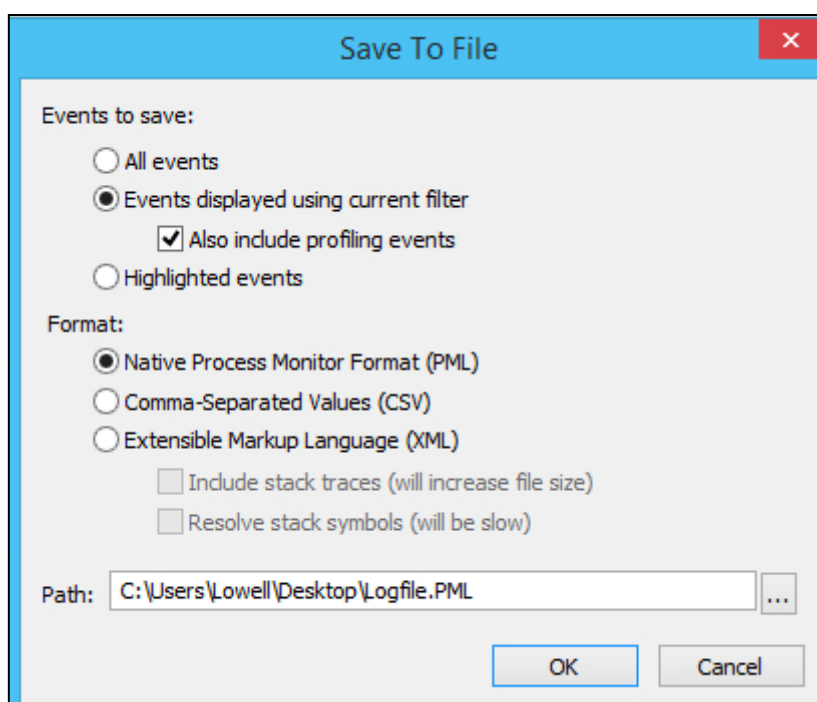 Save To File
Events to save:
All events
Events displayed using current filter
Also include profiling events
Highlighted events
Format:
Native Process Monitor Format (PML)
Comma-Separated Values (CSV)
Extensible Markup Language (XML)
Include stack traces (will increase file size)
Resolve stack symbols (will be slow)
Path: C:\Users\Lowell\Desktop\Logfile.PML ...
OK Cancel